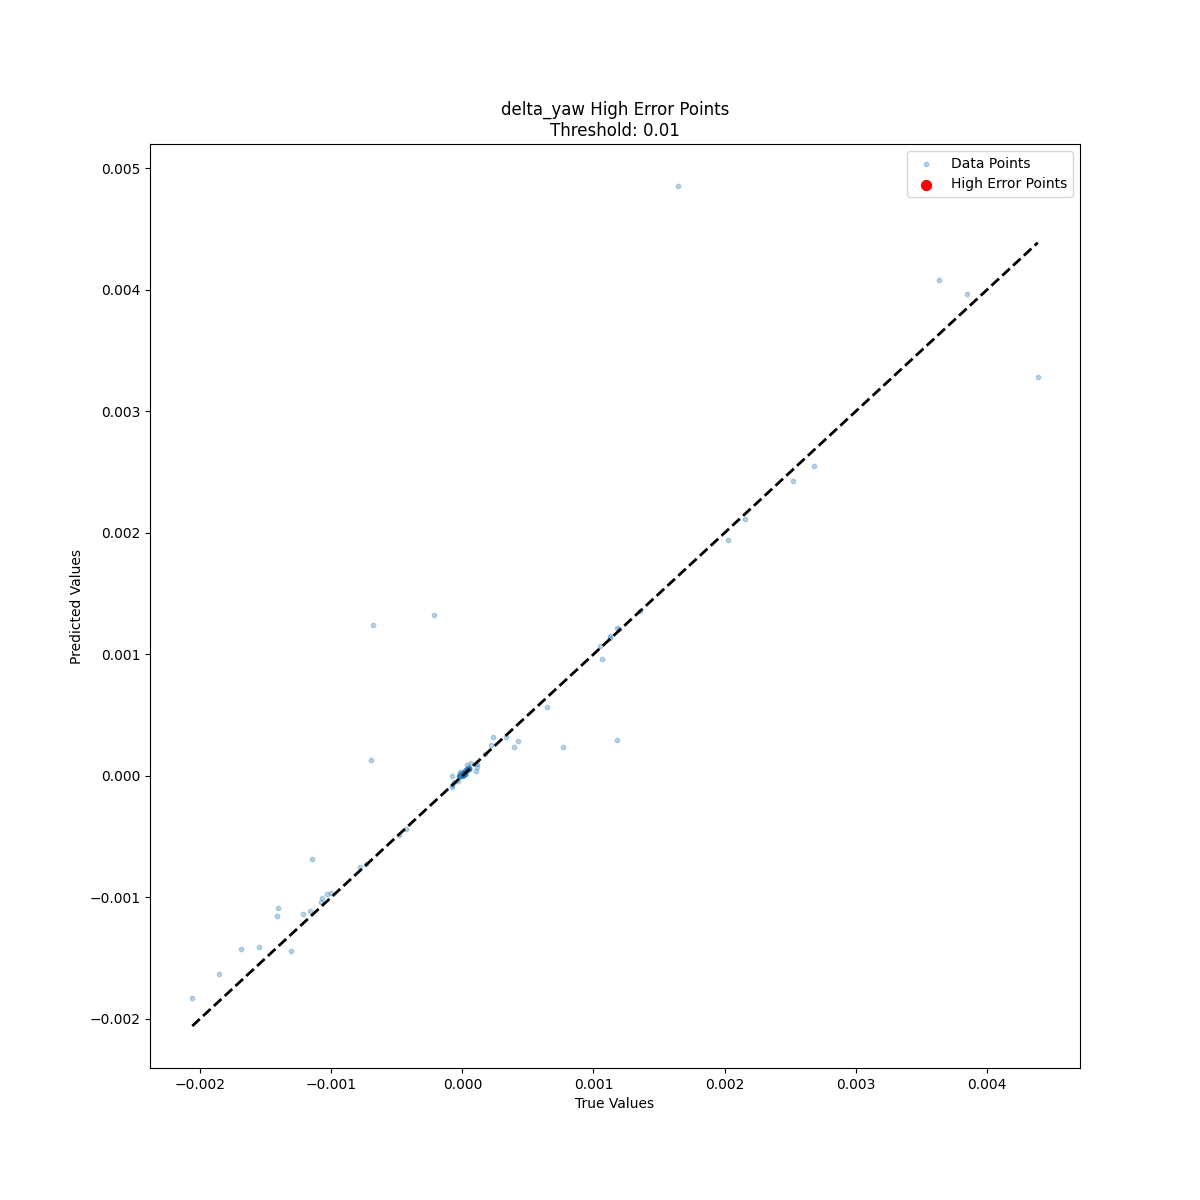 delta_yaw High Error Points
Threshold: 0.01
Data Points
High Error Points
0.005
0.004
0.003
0.002
0.001
0.000
−0.001
−0.002
Predicted Values
−0.002 −0.001 0.000 0.001 0.002 0.003 0.004
True Values